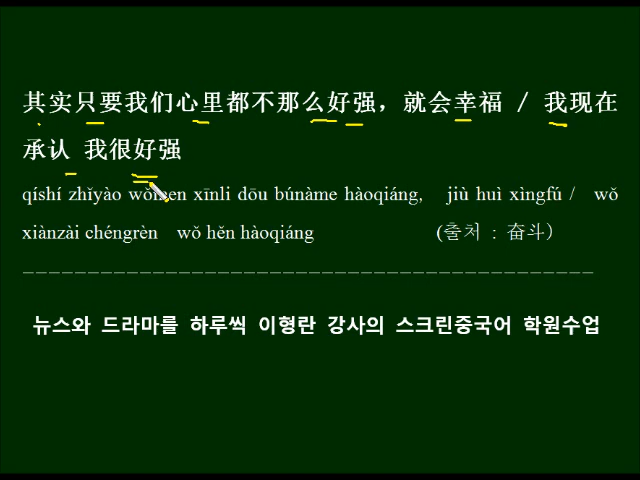 其实只要我们心里都不那么好强，就会幸福 / 我现在
承认 我很好强
qíshí zhǐyào wǒmen xīnli dōu búnàme hàoqiáng, jiù huì xìngfú / wǒ
xiànzài chéngrèn wǒ hěn hàoqiáng (출처 : 奋斗)
뉴스와 드라마를 하루씩 이형란 강사의 스크린중국어 학원수업